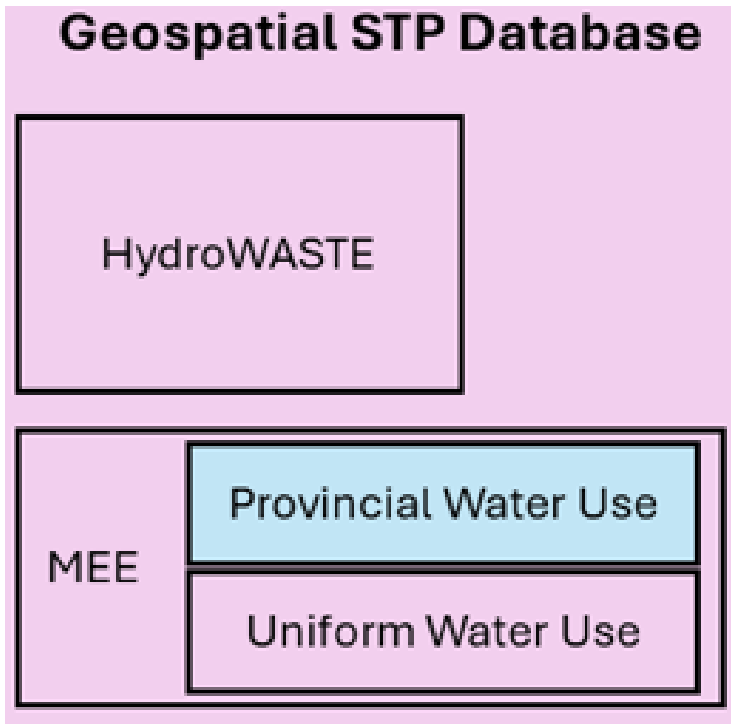 Geospatial STP Database
HydroWASTE
Provincial Water Use
MEE
Uniform Water Use